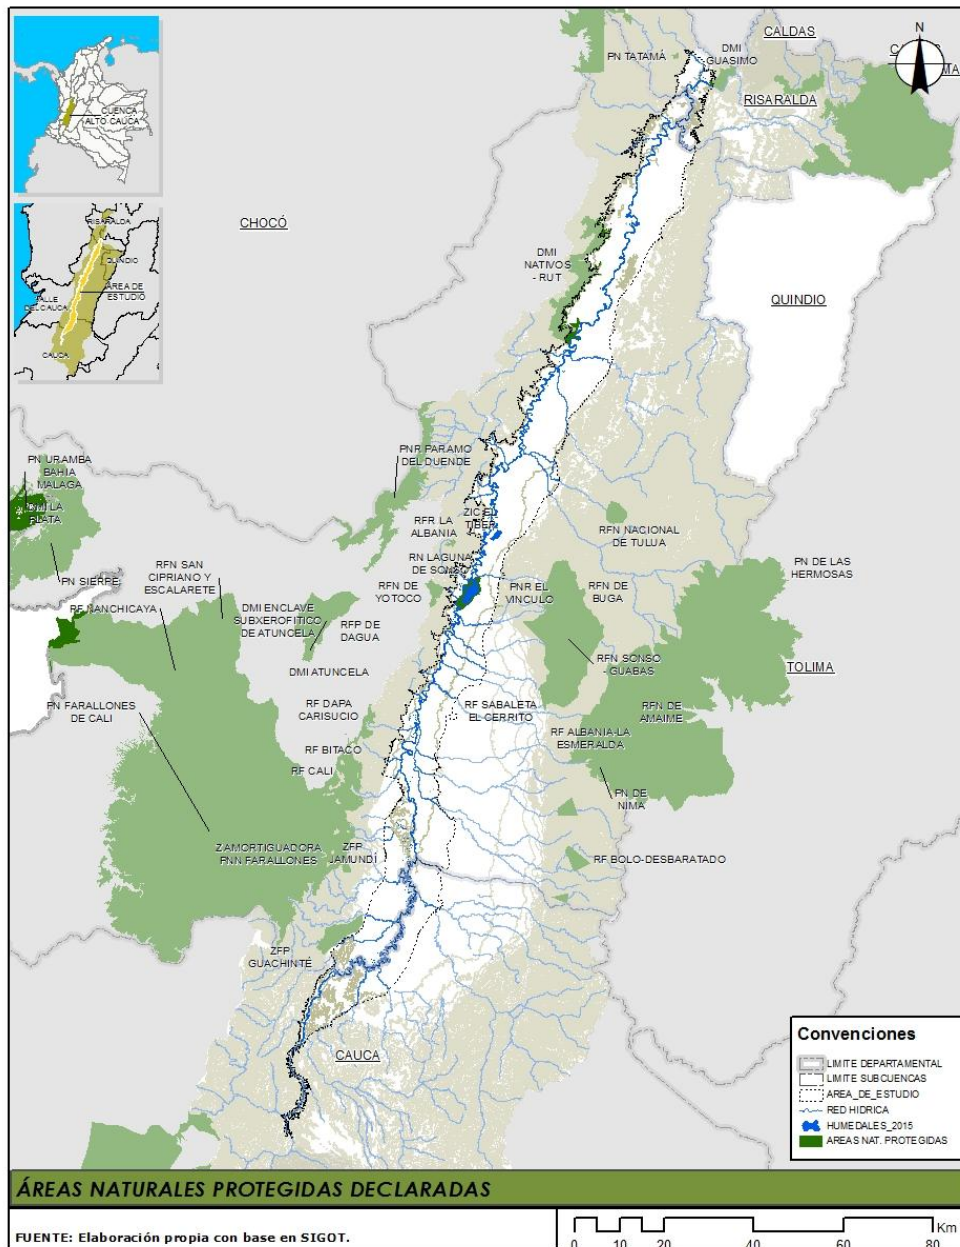 CALDAS
N
PN TATAMÁ
DMI
GUASIMO
RISARALDA
CUENCA
ALTO CAUCA
CHOCÓ
RISARALDA
QUINDIO
AREA DE
ESTUDIO
VALLE
DEL CAUCA
CAUCA
DMI
NATIVOS
- RUT
QUINDIO
PN URAMBA
BAHIA
MALAGA
DMI LA
PLATA
PNR PARAMO
DEL DUENDE
ZIC EL
TIBER
RFR LA
ALBANIA
RFN NACIONAL
DE TULUA
RN LAGUNA
DE SONSO
PN DE LAS
HERMOSAS
PN SIERPE
RFN SAN
CIPRIANO Y
ESCALARETE
RFN DE
YOTOCO
PNR EL
VINCULO
RFN DE
BUGA
RF ANCHICAYA
DMI ENCLAVE
SUBXEROFITICO
DE ATUNCELA
RFP DE
DAGUA
DMI ATUNCELA
RFN SONSO
- GUABAS
TOLIMA
PN FARALLONES
DE CALI
RF DAPA
CARISUCIO
RF SABALETA
EL CERRITO
RFN DE
AMAIME
RF BITACO
RF ALBANIA-LA
ESMERALDA
RF CALI
PN DE
NIMA
Z AMORTIGUADORA
PNN FARALLONES
ZFP
JAMUNDÍ
RF BOLO-DESBARATADO
ZFP
GUACHINTÉ
CAUCA
Convenciones
LIMITE DEPARTAMENTAL
LIMITE SUBCUENCAS
AREA_DE_ESTUDIO
RED HIDRICA
HUMEDALES_2015
AREAS NAT. PROTEGIDAS
ÁREAS NATURALES PROTEGIDAS DECLARADAS
FUENTE: Elaboración propia con base en SIGOT.
Km
0 10 20 40 60 80